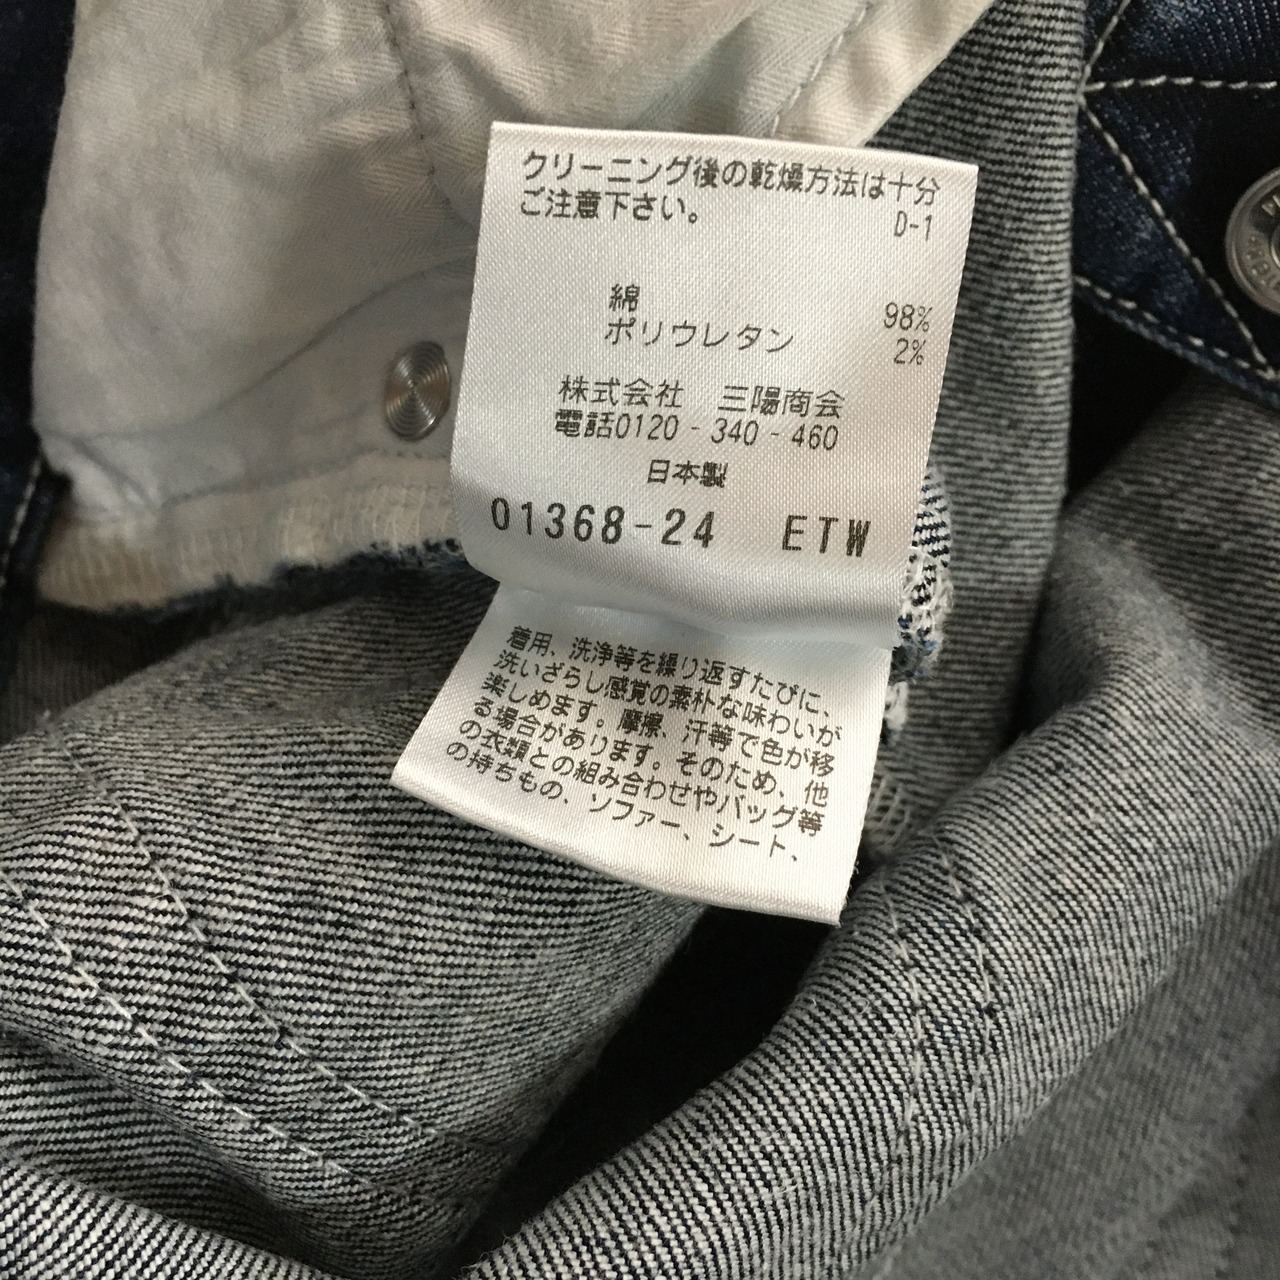 クリーニング後の乾燥方法は十分
ご注意下さい。
D-1
綿 98%
ポリウレタン 2%
株式会社 三陽商会
電話0120-340-460
日本製
01368-24 ETW
着用、洗浄等を繰り返すたびに、
洗いざらし感覚の素朴な味わいが
楽しめます。摩擦、汗等で色が移
る場合があります。そのため、他
の衣類との組み合わせやバッグ等
の持ちもの、ソファー、シート、